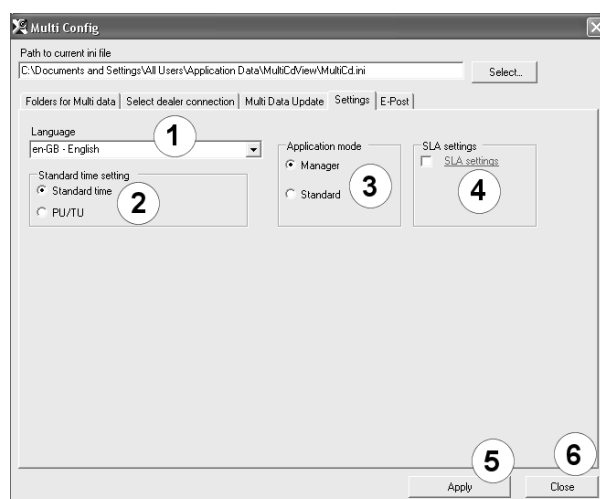 Multi Config
Path to current ini file
C:\Documents and Settings\All Users\Application Data\MultiCdView\MultiCd.ini
Select...
Folders for Multi data Select dealer connection Multi Data Update Settings E-Post
Language
1
en-GB - English
Standard time setting
Standard time
2
PU/TU
Application mode
Manager
3
Standard
SLA settings
SLA settings
4
5
6
Apply
Close